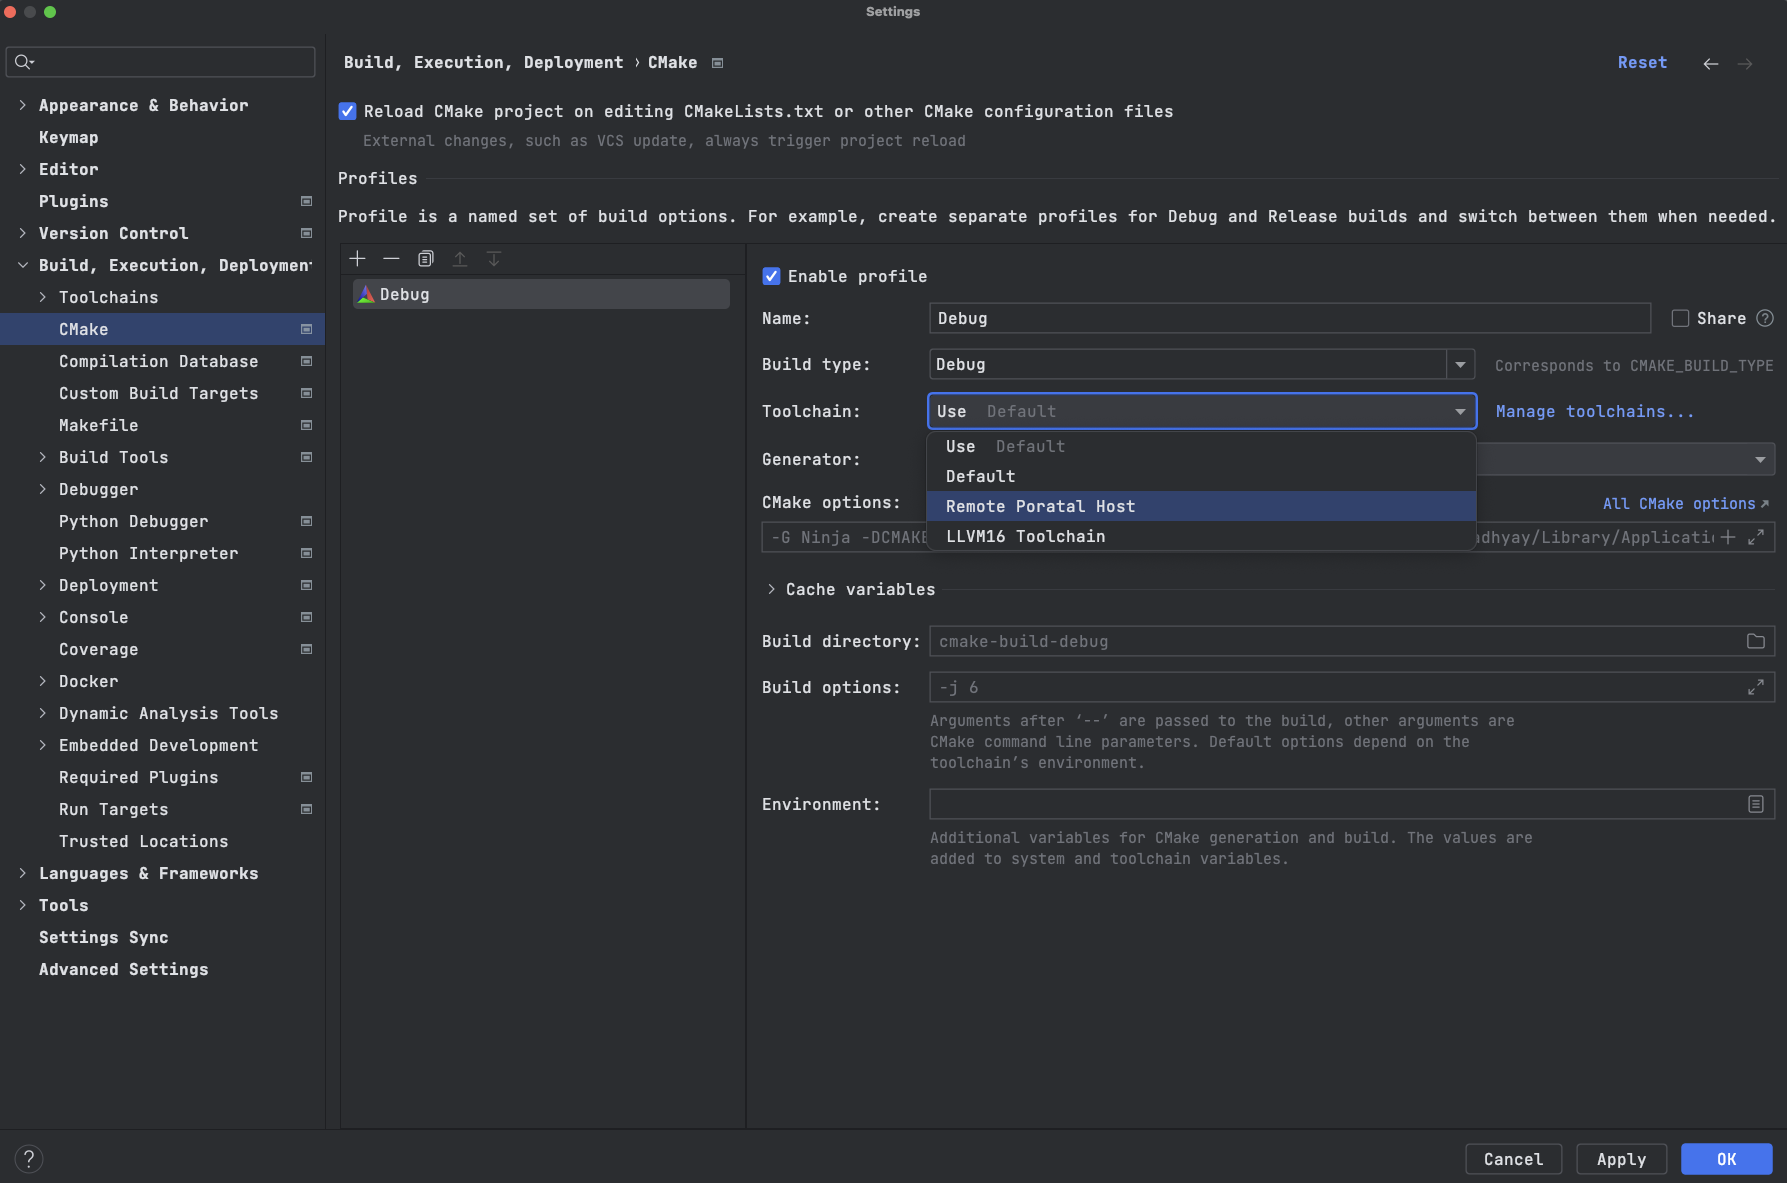 Settings
Appearance & Behavior
Keymap
Editor
Plugins
Version Control
Build, Execution, Deploymen
Toolchains
CMake
Compilation Database
Custom Build Targets
Makefile
Build Tools
Debugger
Python Debugger
Python Interpreter
Deployment
Console
Coverage
Docker
Dynamic Analysis Tools
Embedded Development
Required Plugins
Run Targets
Trusted Locations
Languages & Frameworks
Tools
Settings Sync
Advanced Settings
Build, Execution, Deployment › CMake
Reset
Reload CMake project on editing CMakeLists.txt or other CMake configuration files
External changes, such as VCS update, always trigger project reload
Profiles
Profile is a named set of build options. For example, create separate profiles for Debug and Release builds and switch between them when needed.
Debug
Enable profile
Name: Debug Share ?
Build type: Debug Corresponds to CMAKE_BUILD_TYPE
Toolchain: Use Default Manage toolchains...
Use Default
Default
Remote Poratal Host
LLVM16 Toolchain
Generator:
CMake options: All CMake options↗
-G Ninja -DCMAKE dhyay/Library/Applicati
Cache variables
Build directory: cmake-build-debug
Build options: -j 6
Arguments after ‘--’ are passed to the build, other arguments are
CMake command line parameters. Default options depend on the
toolchain’s environment.
Environment:
Additional variables for CMake generation and build. The values are
added to system and toolchain variables.
?
Cancel
Apply
OK